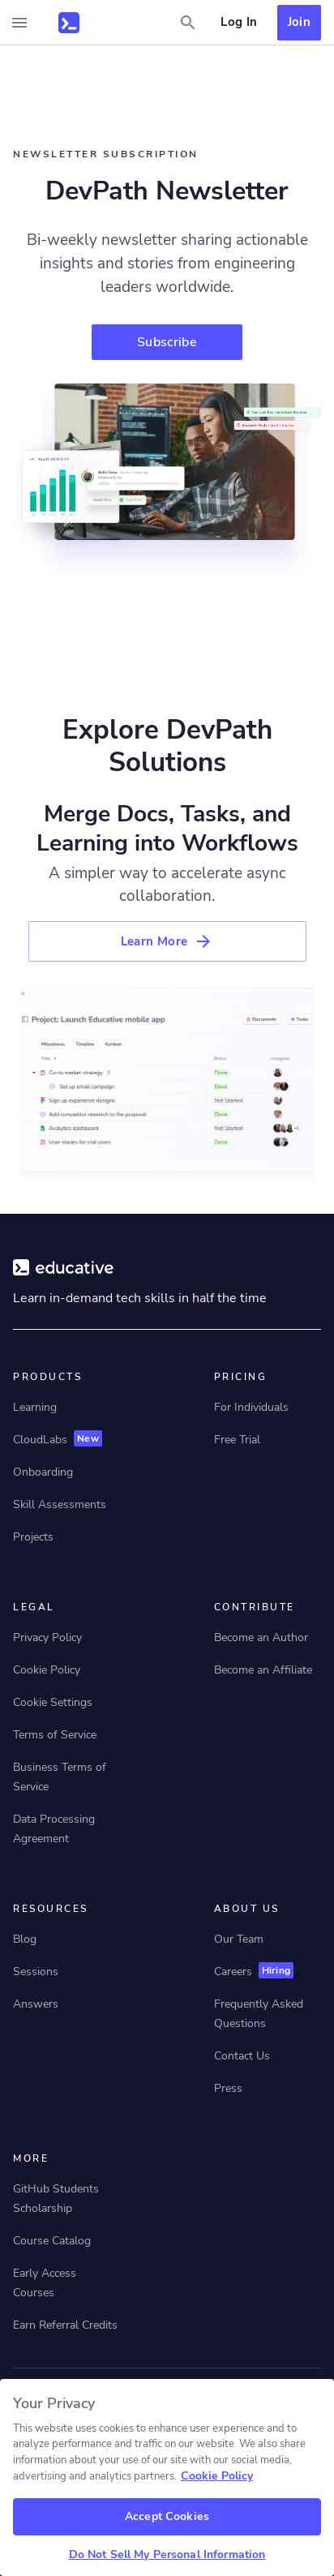 Log In
Join
NEWSLETTER SUBSCRIPTION
DevPath Newsletter
Bi-weekly newsletter sharing actionable
insights and stories from engineering
leaders worldwide.
Subscribe
Explore DevPath
Solutions
Merge Docs, Tasks, and
Learning into Workflows
A simpler way to accelerate async
collaboration.
Learn More
Project: Launch Educative mobile app
Documents
Tasks
Milestones
Timeline
Kanban
Status
Go-to-market strategy
Done
Set up email campaign
Done
Sign up experience designs
Not Started
Add competitor research to the proposal
Done
Analytics dashboard
Not Started
User stories for trial users
Done
educative
Learn in-demand tech skills in half the time
PRODUCTS
Learning
CloudLabs New
Onboarding
Skill Assessments
Projects
PRICING
For Individuals
Free Trial
LEGAL
Privacy Policy
Cookie Policy
Cookie Settings
Terms of Service
Business Terms of
Service
Data Processing
Agreement
CONTRIBUTE
Become an Author
Become an Affiliate
RESOURCES
Blog
Sessions
Answers
ABOUT US
Our Team
Careers Hiring
Frequently Asked
Questions
Contact Us
Press
MORE
GitHub Students
Scholarship
Course Catalog
Early Access
Courses
Earn Referral Credits
Your Privacy
This website uses cookies to enhance user experience and to
analyze performance and traffic on our website. We also share
information about your use of our site with our social media,
advertising and analytics partners. Cookie Policy
Accept Cookies
Do Not Sell My Personal Information